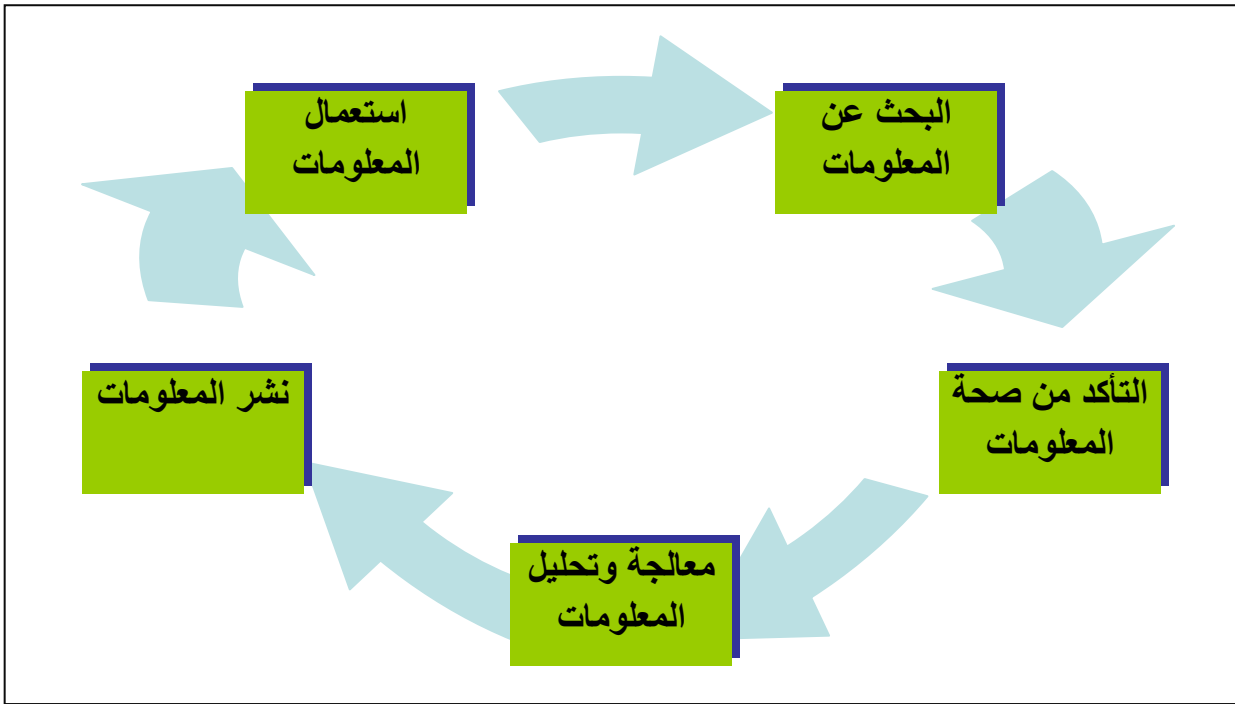 البحث عن
المعلومات
التأكد من صحة
المعلومات
معالجة وتحليل
المعلومات
نشر المعلومات
استعمال
المعلومات